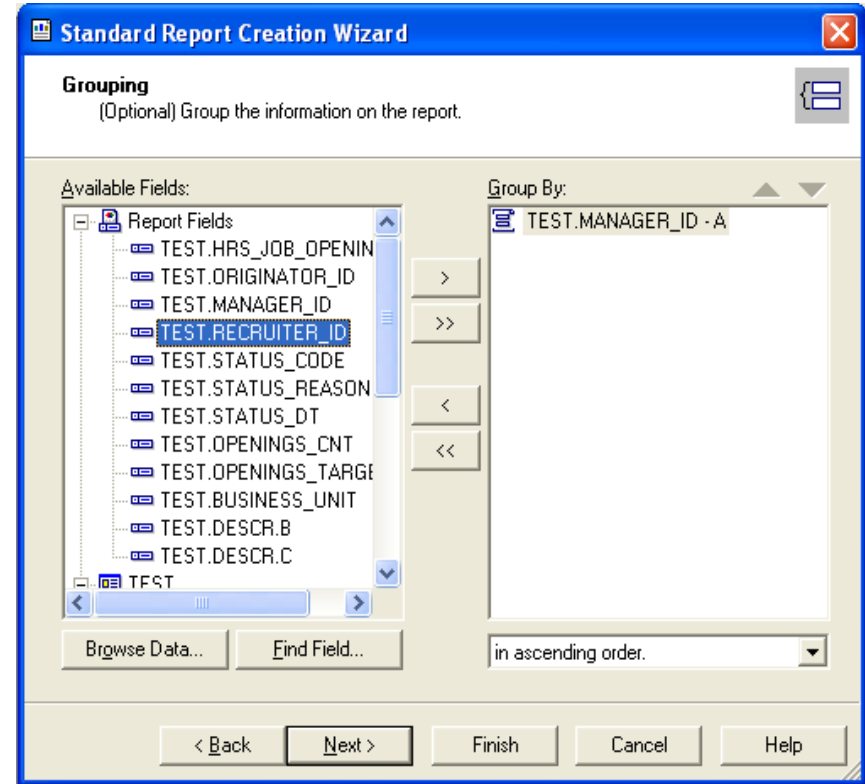 Standard Report Creation Wizard
Grouping
(Optional) Group the information on the report.
Available Fields:
Report Fields
TEST.HRS_JOB_OPENIN
TEST.ORIGINATOR_ID
TEST.MANAGER_ID
TEST.RECRUITER_ID
TEST.STATUS_CODE
TEST.STATUS_REASON
TEST.STATUS_DT
TEST.OPENINGS_CNT
TEST.OPENINGS_TARGE
TEST.BUSINESS_UNIT
TEST.DESCR.B
TEST.DESCR.C
TEST
>
>>
<
<<
Group By:
TEST.MANAGER_ID - A
Browse Data...
Find Field...
in ascending order.
< Back
Next >
Finish
Cancel
Help